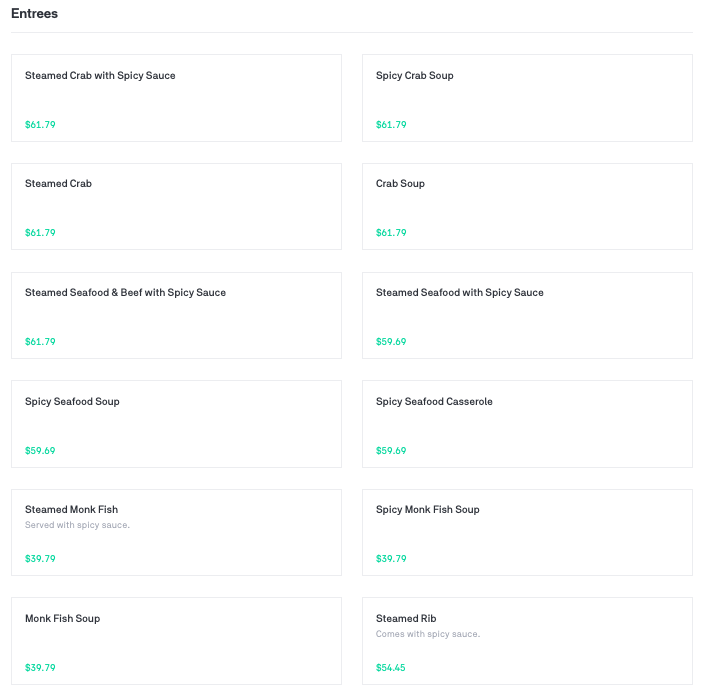 Entrees
Steamed Crab with Spicy Sauce
$61.79
Spicy Crab Soup
$61.79
Steamed Crab
$61.79
Crab Soup
$61.79
Steamed Seafood & Beef with Spicy Sauce
$61.79
Steamed Seafood with Spicy Sauce
$59.69
Spicy Seafood Soup
$59.69
Spicy Seafood Casserole
$59.69
Steamed Monk Fish
Served with spicy sauce.
$39.79
Spicy Monk Fish Soup
$39.79
Monk Fish Soup
$39.79
Steamed Rib
Comes with spicy sauce.
$54.45